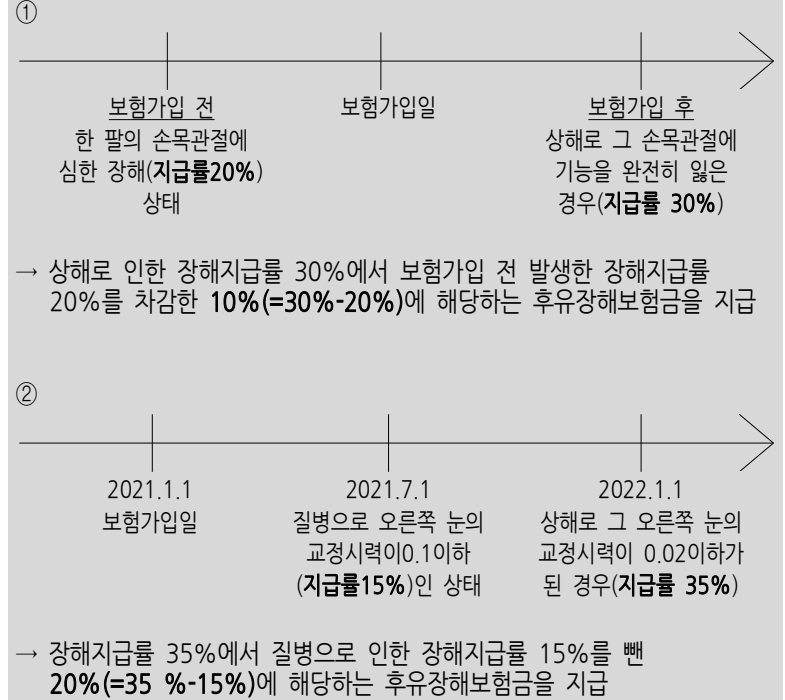 ①
보험가입 전
한 팔의 손목관절에
심한 장해(지급률20%)
상태
보험가입일
보험가입 후
상해로 그 손목관절에
기능을 완전히 잃은
경우(지급률 30%)
→ 상해로 인한 장해지급률 30%에서 보험가입 전 발생한 장해지급률
20%를 차감한 10%(=30%-20%)에 해당하는 후유장해보험금을 지급
②
2021.1.1
보험가입일
2021.7.1
질병으로 오른쪽 눈의
교정시력이0.1이하
(지급률15%)인 상태
2022.1.1
상해로 그 오른쪽 눈의
교정시력이 0.02이하가
된 경우(지급률 35%)
→ 장해지급률 35%에서 질병으로 인한 장해지급률 15%를 뺀
20%(=35 %-15%)에 해당하는 후유장해보험금을 지급